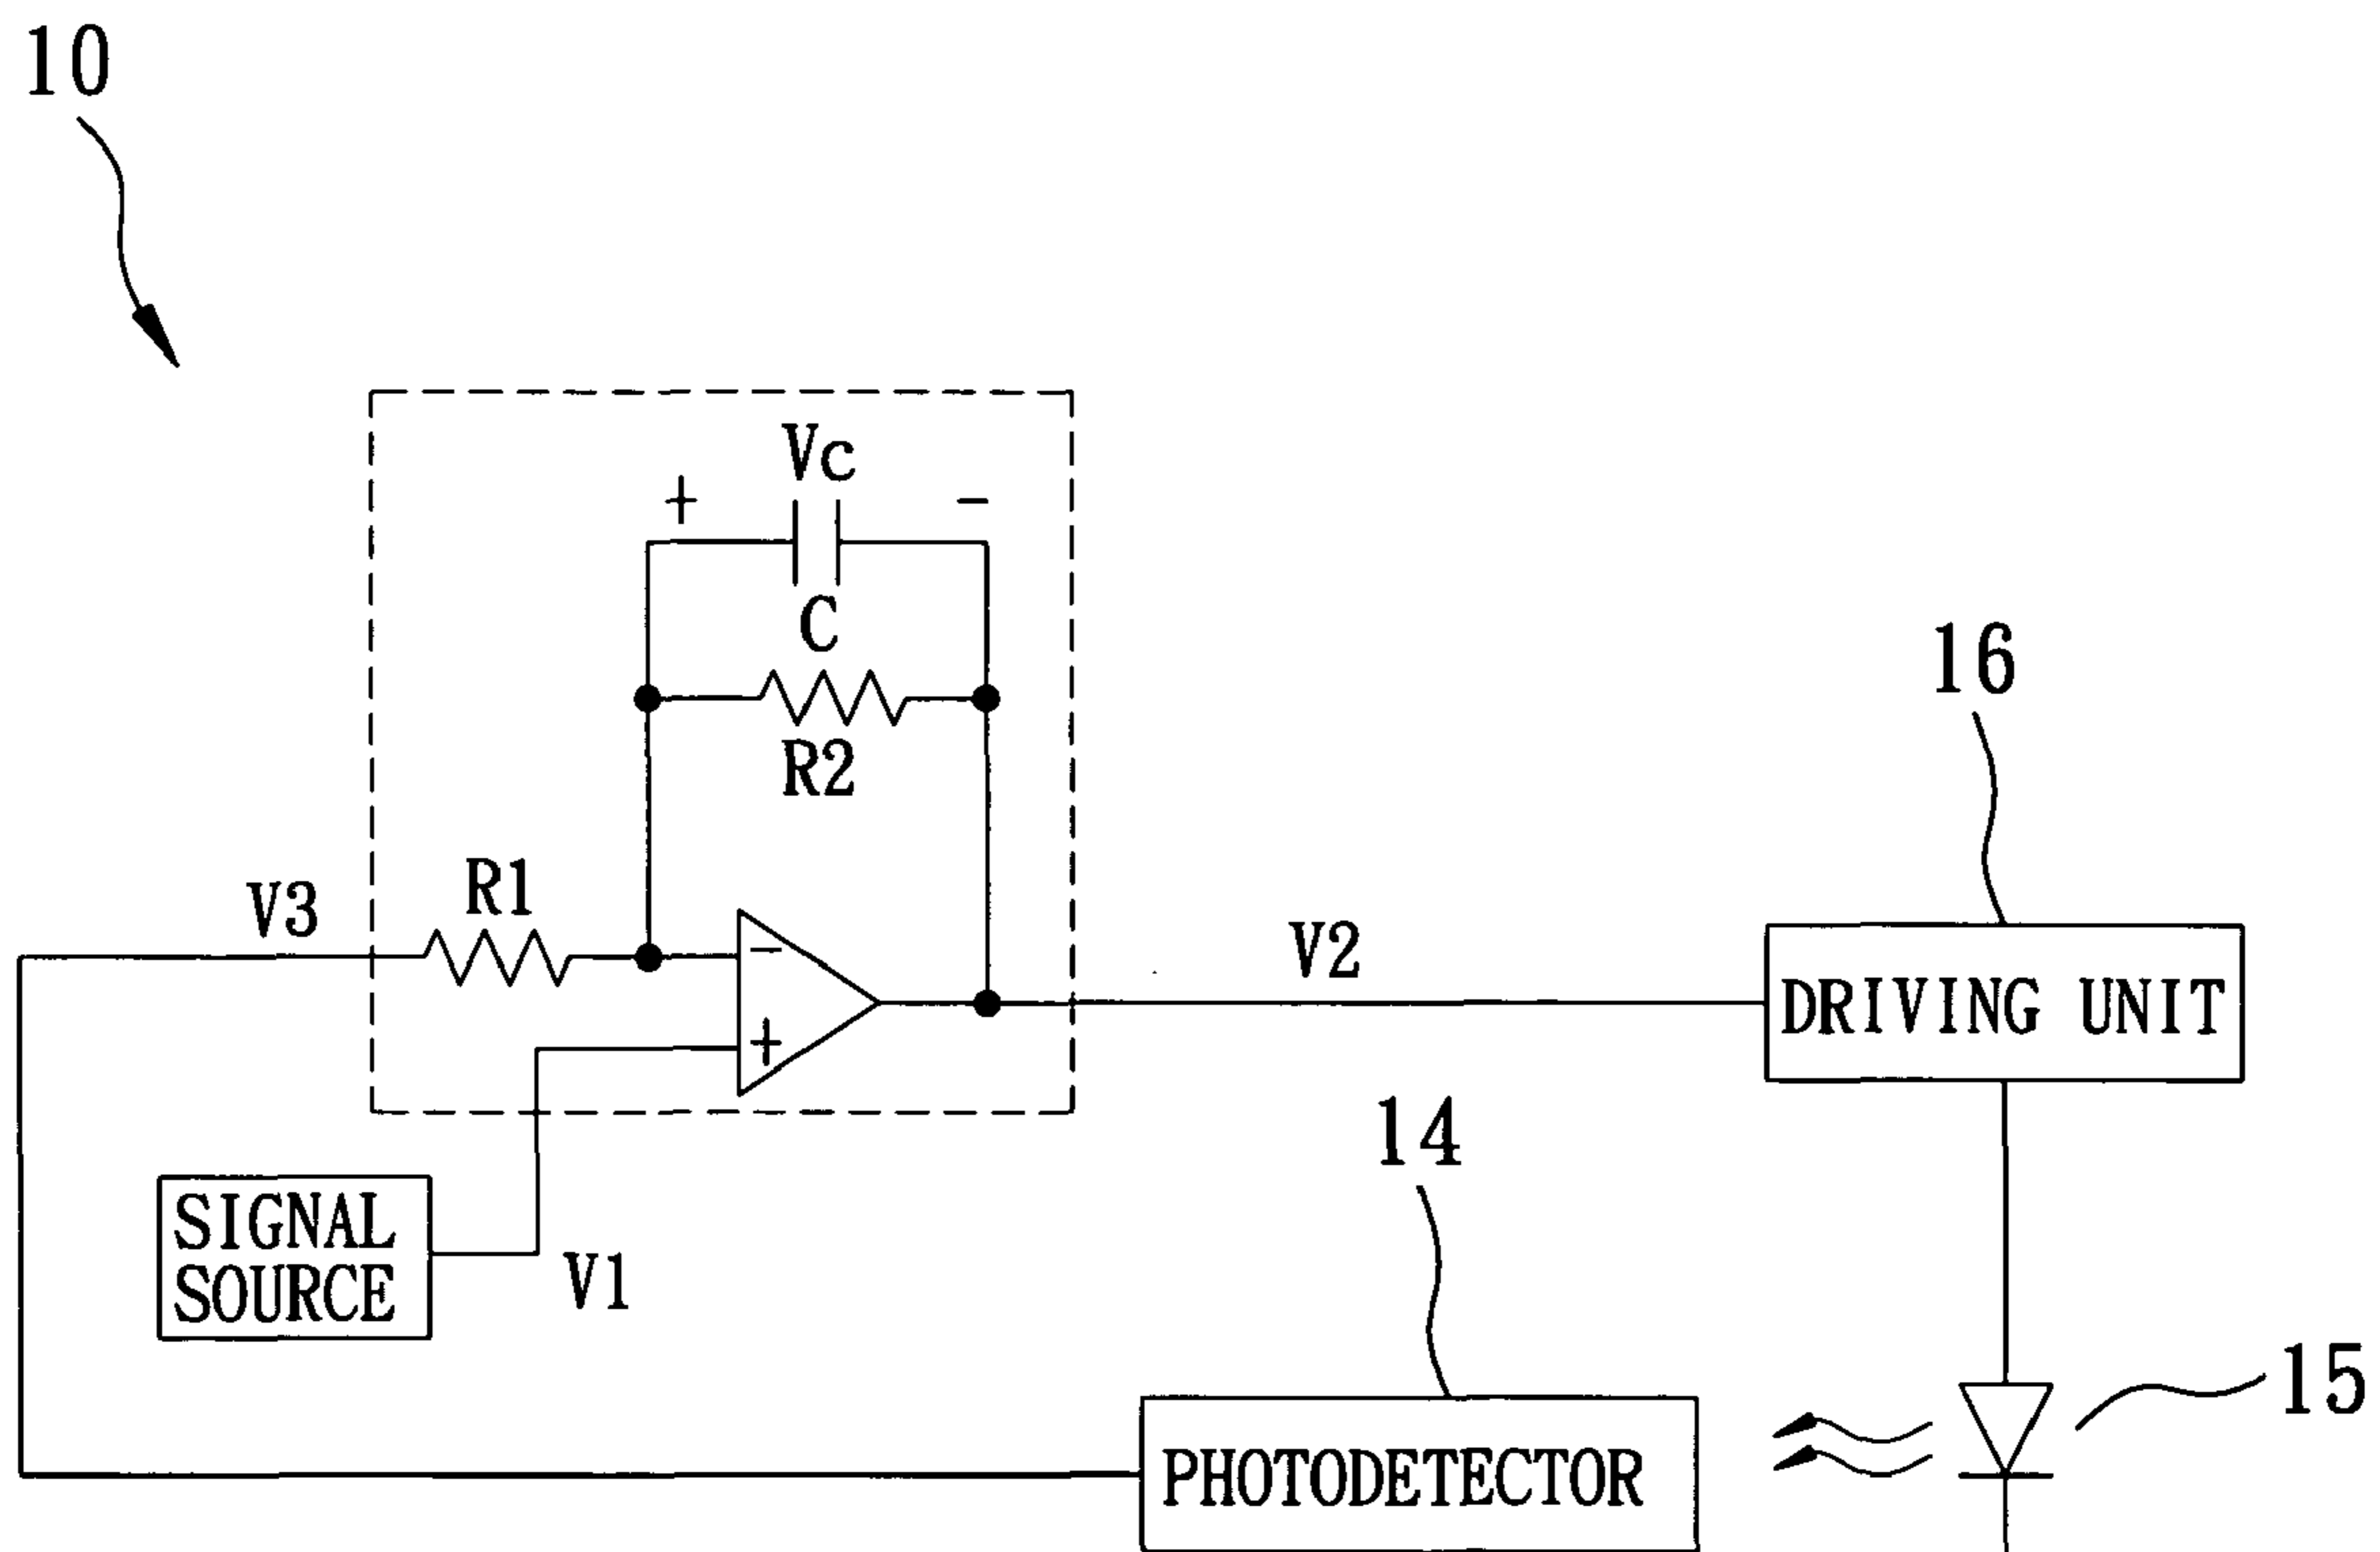 10
Vc
+ -
C
16
R2
R1
V3
-
V2
DRIVING UNIT
+
14
SIGNAL
SOURCE
V1
15
PHOTODETECTOR